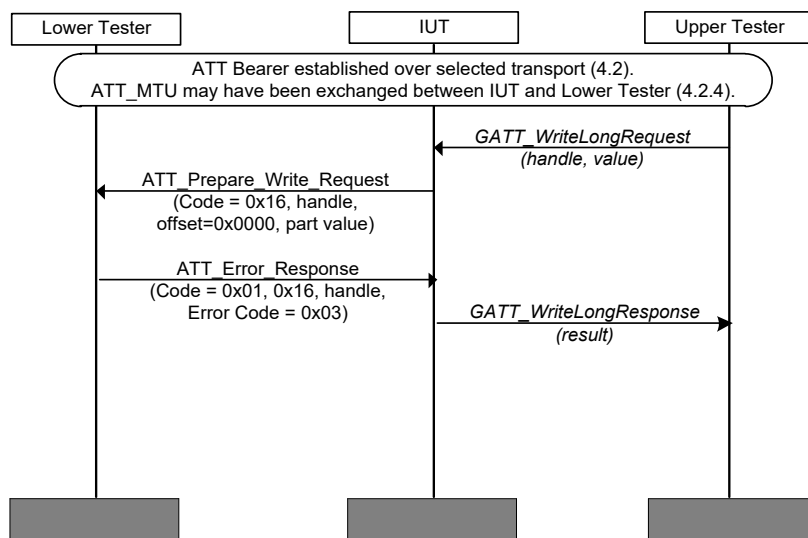 Lower Tester
IUT
Upper Tester
ATT Bearer established over selected transport (4.2).
ATT_MTU may have been exchanged between IUT and Lower Tester (4.2.4).
GATT_WriteLongRequest
(handle, value)
ATT_Prepare_Write_Request
(Code = 0x16, handle,
offset=0x0000, part value)
ATT_Error_Response
(Code = 0x01, 0x16, handle,
Error Code = 0x03)
GATT_WriteLongResponse
(result)